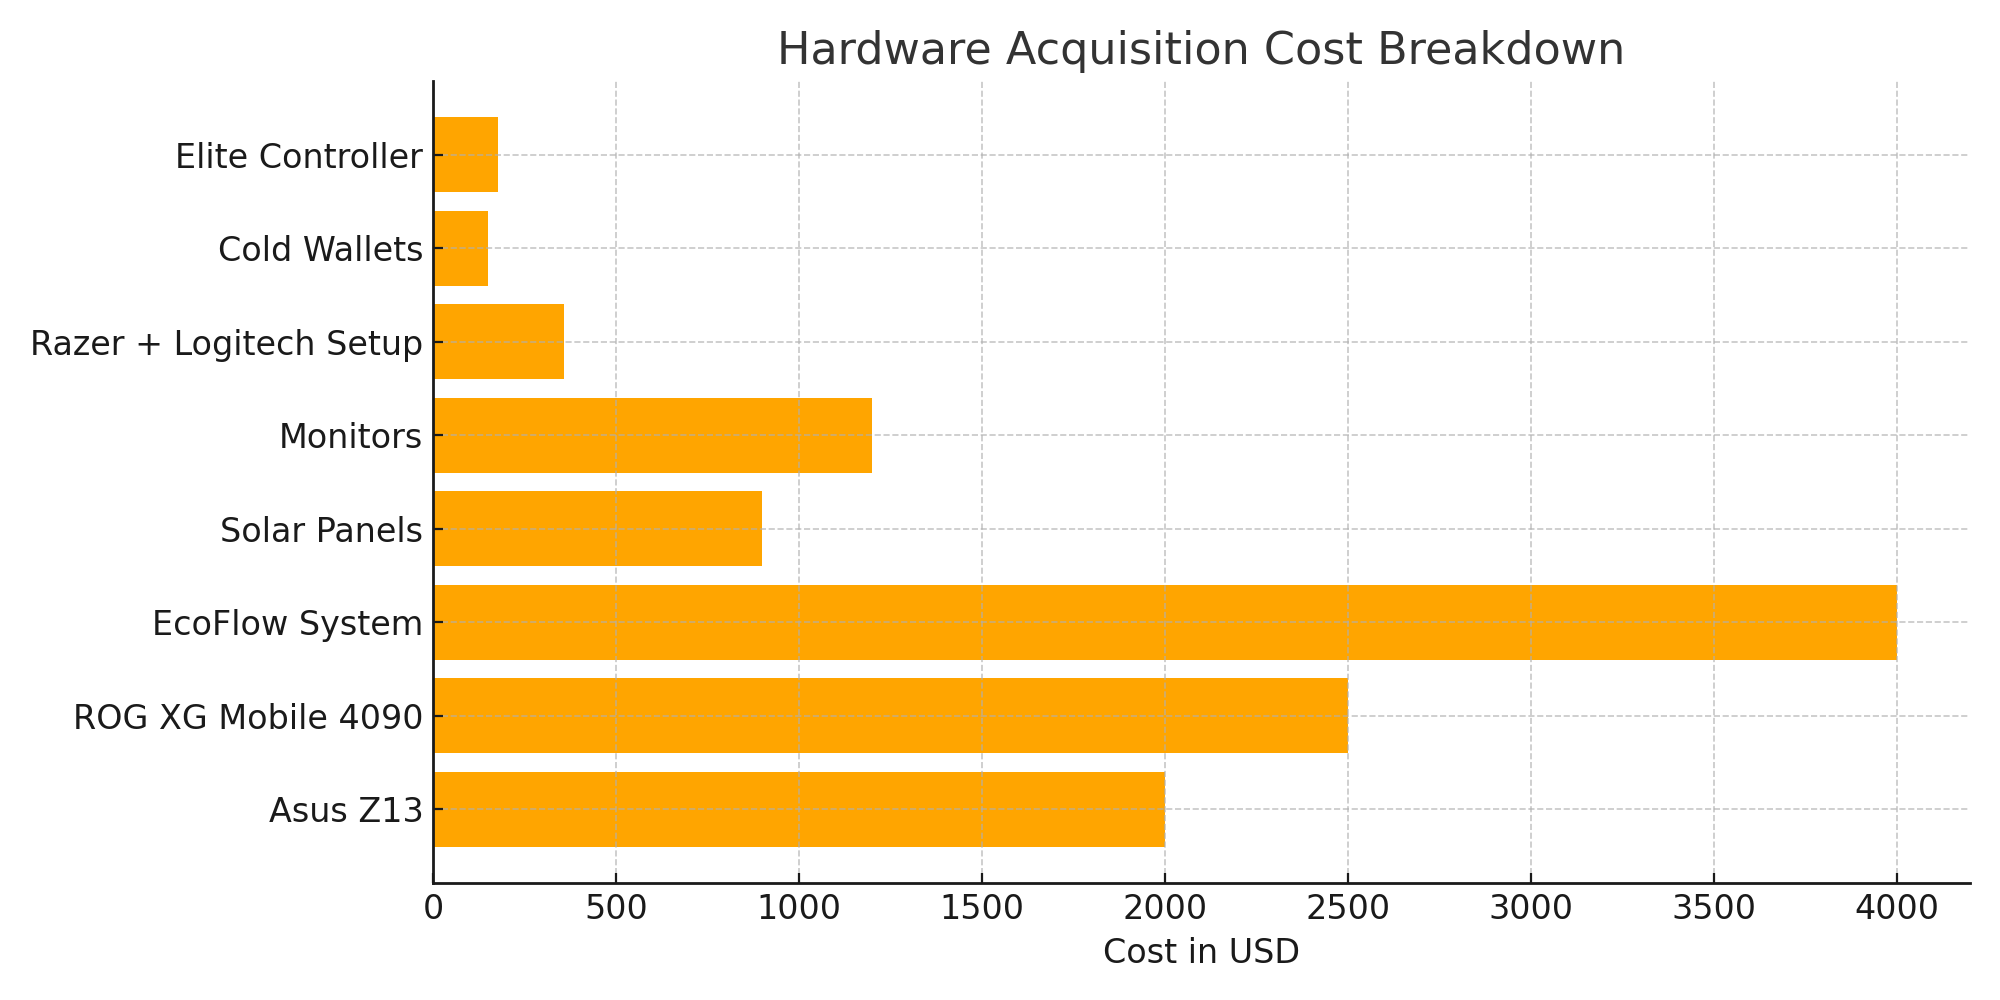 Hardware Acquisition Cost Breakdown
Elite Controller
Cold Wallets
Razer + Logitech Setup
Monitors
Solar Panels
EcoFlow System
ROG XG Mobile 4090
Asus Z13
0 500 1000 1500 2000 2500 3000 3500 4000
Cost in USD